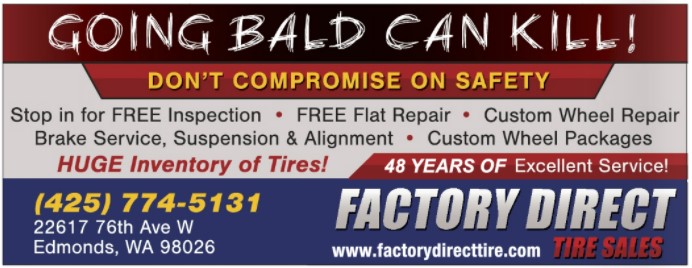 GOING BALD CAN KILL!
DON'T COMPROMISE ON SAFETY
Stop in for FREE Inspection • FREE Flat Repair • Custom Wheel Repair
Brake Service, Suspension & Alignment • Custom Wheel Packages
HUGE Inventory of Tires! 48 YEARS OF Excellent Service!
(425) 774-5131
22617 76th Ave W
Edmonds, WA 98026
FACTORY DIRECT
www.factorydirecttire.com TIRE SALES